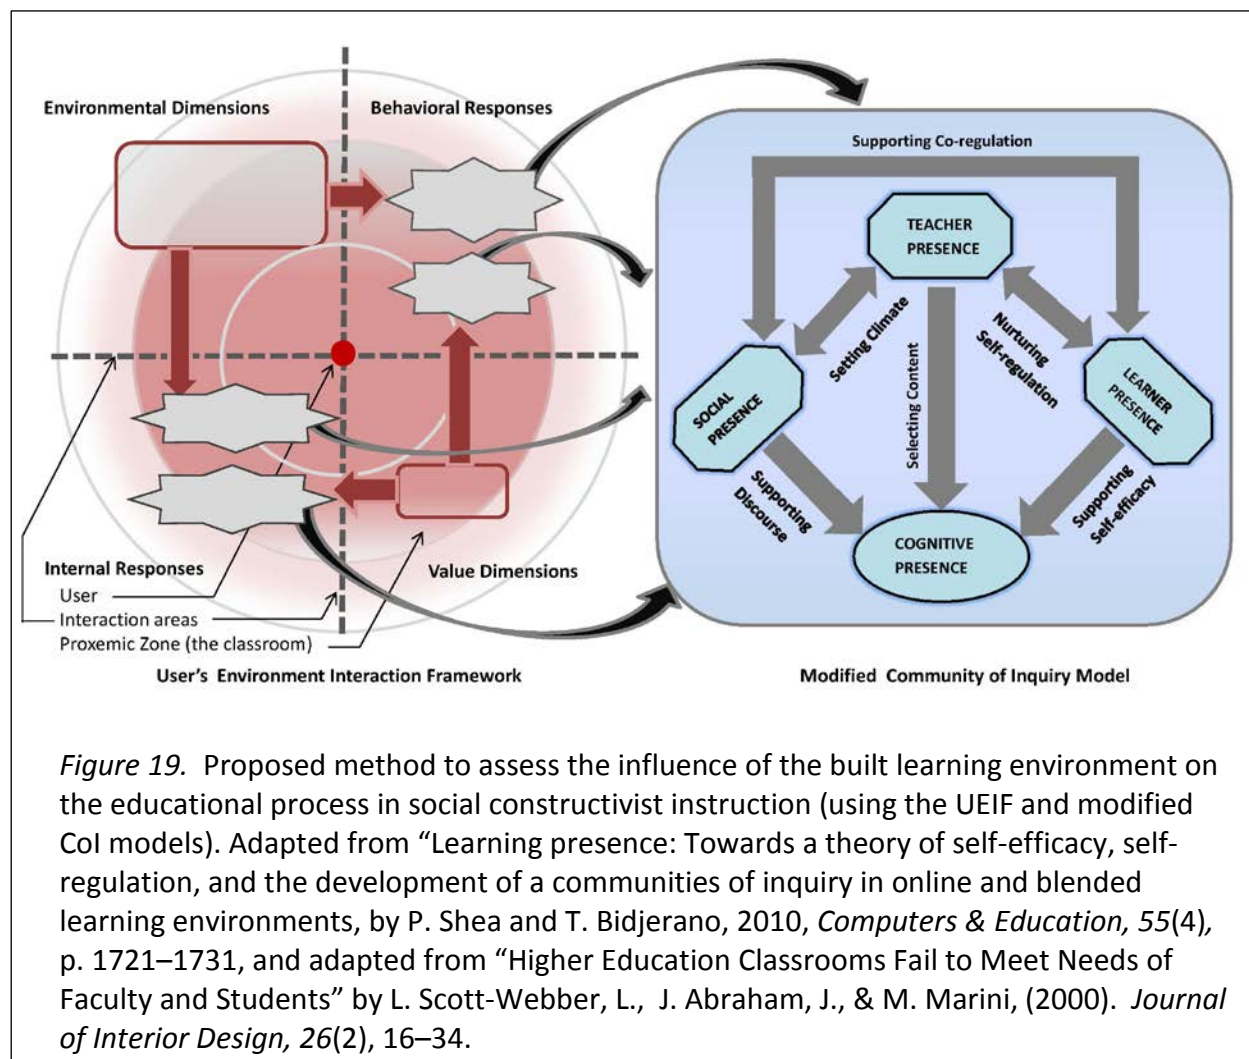 Environmental Dimensions
Behavioral Responses
Internal Responses
Value Dimensions
User
Interaction areas
Proxemic Zone (the classroom)
User's Environment Interaction Framework
Supporting Co-regulation
TEACHER
PRESENCE
Setting Climate
Selecting Content
Nurturing
Self-regulation
SOCIAL
PRESENCE
LEARNER
PRESENCE
Supporting
Discourse
Supporting
Self-efficacy
COGNITIVE
PRESENCE
Modified Community of Inquiry Model
Figure 19. Proposed method to assess the influence of the built learning environment on
the educational process in social constructivist instruction (using the UEIF and modified
CoI models). Adapted from “Learning presence: Towards a theory of self-efficacy, self-
regulation, and the development of a communities of inquiry in online and blended
learning environments, by P. Shea and T. Bidjerano, 2010, Computers & Education, 55(4),
p. 1721–1731, and adapted from “Higher Education Classrooms Fail to Meet Needs of
Faculty and Students” by L. Scott-Webber, L., J. Abraham, J., & M. Marini, (2000). Journal
of Interior Design, 26(2), 16–34.